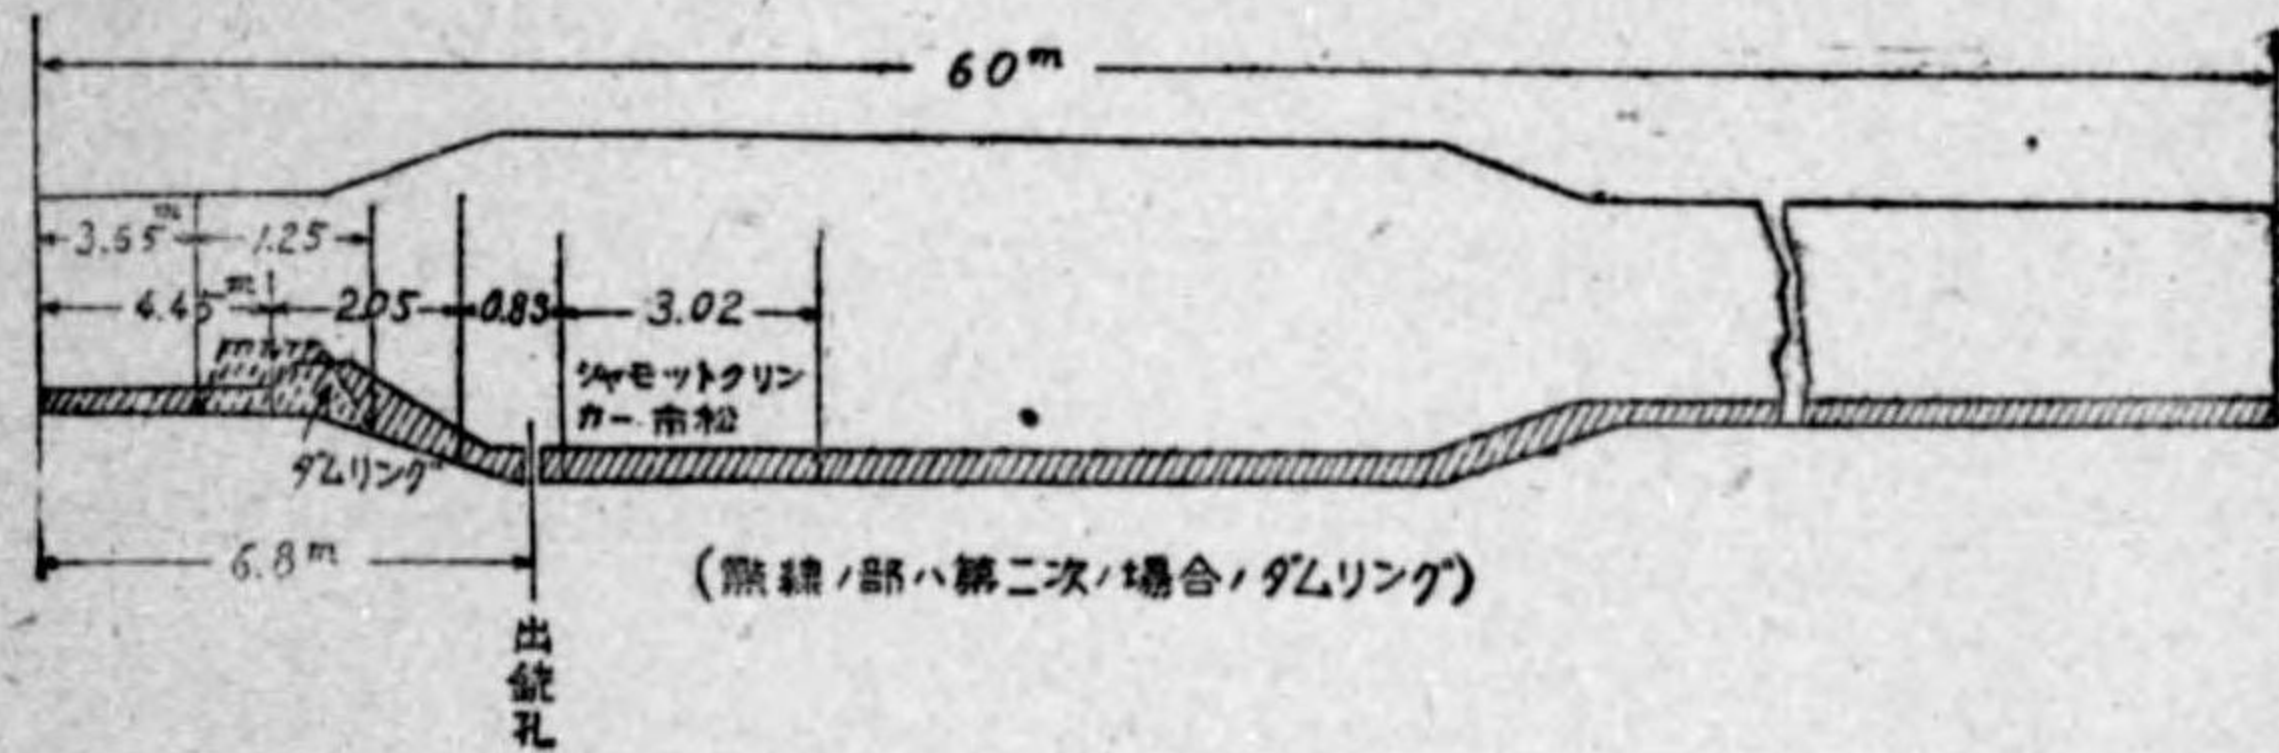 60m
3.65m 1.25
4.45m 2.05 0.83 3.02
シャモットクリン
カー市松
ダムリング
6.8m
(點線ノ部ハ第二次ノ場合ノダムリング)
出銑孔